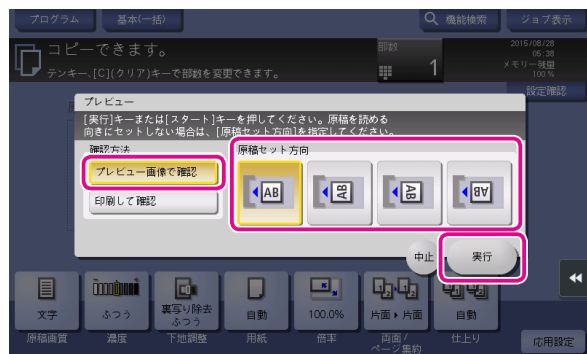 プログラム
基本(一括)
機能検索
ジョブ表示
コピーできます。
テンキー、[C](クリア)キーで部数を変更できます。
部数
1
2015/08/28
05:38
メモリー残量
100 %
設定確認
プレビュー
[実行]キーまたは[スタート]キーを押してください。原稿を読める
向きにセットしない場合は、[原稿セット方向]を指定してください。
確認方法
原稿セット方向
プレビュー画像で確認
印刷して確認
AB
AB
AB
AB
中止
実行
文字
ふつう
裏写り除去
ふつう
自動
100.0%
片面 ▸ 片面
自動
原稿画質
濃度
下地調整
用紙
倍率
両面/
ページ集約
仕上り
応用設定